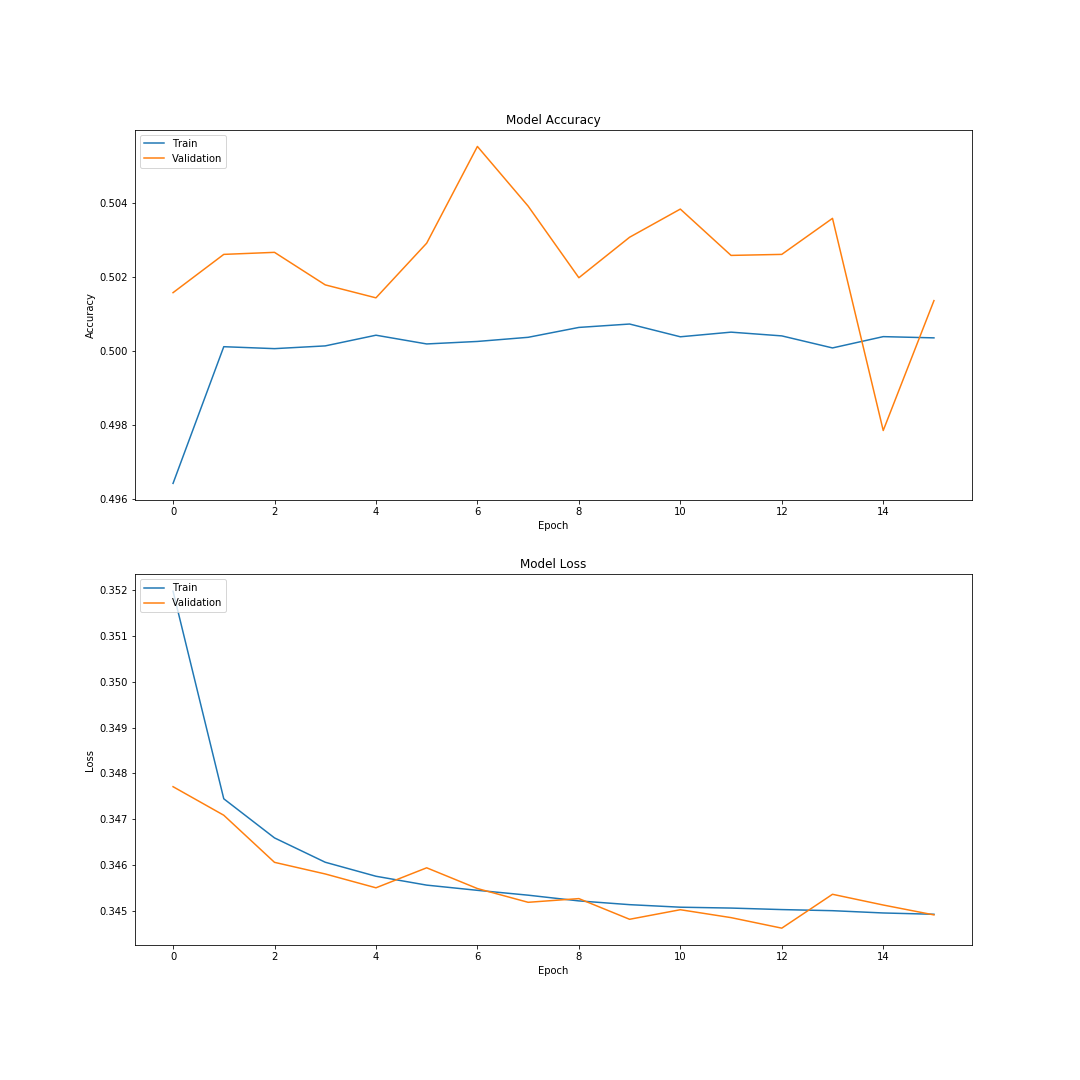 Model Accuracy
Train
Validation
0.504
0.502
0.500
0.498
0.496
Accuracy
0 2 4 6 8 10 12 14
Epoch
Model Loss
Train
Validation
0.352
0.351
0.350
0.349
0.348
0.347
0.346
0.345
Loss
0 2 4 6 8 10 12 14
Epoch